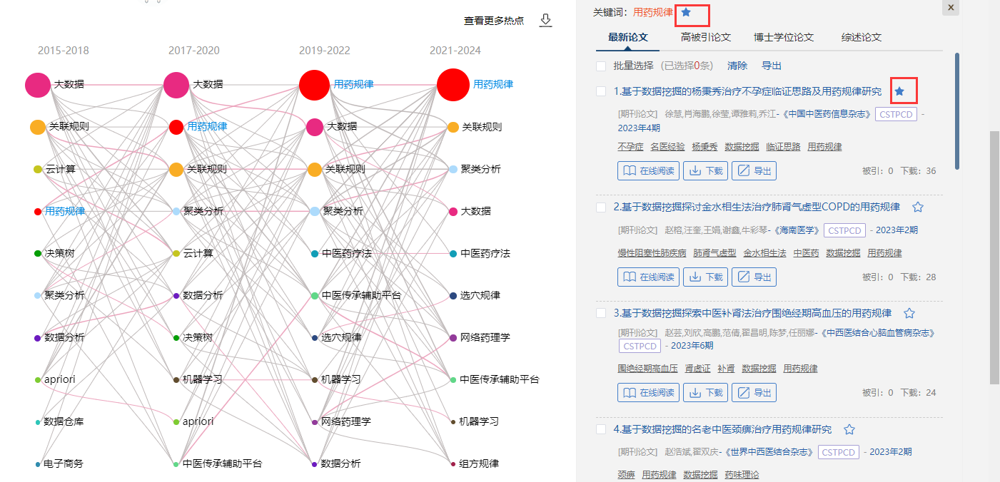 查看更多热点
2015-2018
2017-2020
2019-2022
2021-2024
大数据
大数据
用药规律
用药规律
关联规则
用药规律
大数据
关联规则
云计算
关联规则
关联规则
聚类分析
用药规律
聚类分析
聚类分析
大数据
决策树
云计算
中医药疗法
中医药疗法
聚类分析
数据分析
中医传承辅助平台
选穴规律
数据分析
决策树
选穴规律
网络药理学
apriori
机器学习
机器学习
中医传承辅助平台
数据仓库
apriori
网络药理学
机器学习
电子商务
中医传承辅助平台
数据分析
组方规律
关键词：用药规律
x
最新论文 高被引论文 博士学位论文 综述论文
批量选择 (已选择0条) 清除 导出
1.基于数据挖掘的杨秉秀治疗不孕症临证思路及用药规律研究
[期刊论文] 徐慧,肖海鹏,徐莹,谭雅莉,乔江-《中国中医药信息杂志》 CSTPCD -
2023年4期
不孕症 名医经验 杨秉秀 数据挖掘 临证思路 用药规律
在线阅读 下载 导出 被引：0 下载：36
2.基于数据挖掘探讨金水相生法治疗肺肾气虚型COPD的用药规律
[期刊论文] 赵榕,汪奎,王娟,谢鑫,牛彩琴-《海南医学》 CSTPCD - 2023年2期
慢性阻塞性肺疾病 肺肾气虚型 金水相生法 中医药 数据挖掘 用药规律
在线阅读 下载 导出 被引：0 下载：28
3.基于数据挖掘探索中医补肾法治疗围绝经期高血压的用药规律
[期刊论文] 赵芸,刘欣,高鹏,范倩,翟昌明,陈梦,任丽娜-《中西医结合心脑血管病杂志》
CSTPCD - 2023年6期
围绝经期高血压 肾虚证 补肾 数据挖掘 用药规律
在线阅读 下载 导出 被引：0 下载：24
4.基于数据挖掘的名老中医颈痹治疗用药规律研究
[期刊论文] 赵浩斌,翟双庆-《世界中西医结合杂志》 CSTPCD - 2023年2期
颈痹 用药规律 数据挖掘 药味理论